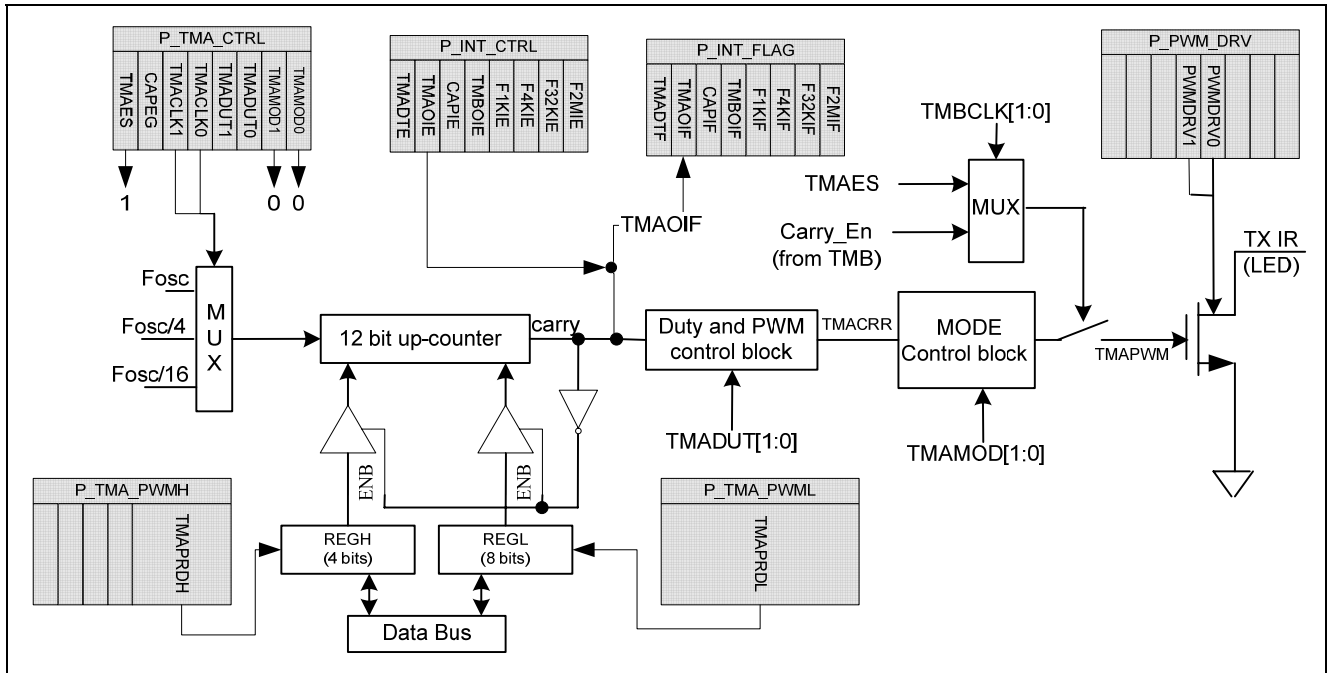 P_TMA_CTRL
TMAES
CAPEG
TMACLK1
TMACLK0
TMADUT1
TMADUT0
TMAMOD1
TMAMOD0
1
0
0
P_INT_CTRL
TMADTE
TMAOIE
CAPIE
TMBOIE
F1KIE
F4KIE
F32KIE
F2MIE
P_INT_FLAG
TMADTF
TMAOIF
CAPIF
TMBOIF
F1KIF
F4KIF
F32KIF
F2MIF
P_PWM_DRV
PWMDRV1
PWMDRV0
TMBCLK[1:0]
TMAES
MUX
Carry_En
(from TMB)
TMAOIF
TX IR
(LED)
Fosc
Fosc/4
Fosc/16
M
U
X
12 bit up-counter
carry
Duty and PWM
control block
TMACRR
MODE
Control block
TMAPWM
TMADUT[1:0]
TMAMOD[1:0]
ENB
ENB
P_TMA_PWMH
TMAPRDH
REGH
(4 bits)
REGL
(8 bits)
P_TMA_PWML
TMAPRDL
Data Bus